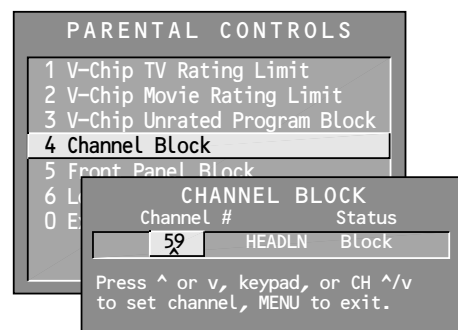 PARENTAL CONTROLS
1 V-Chip TV Rating Limit
2 V-Chip Movie Rating Limit
3 V-Chip Unrated Program Block
4 Channel Block
5 Front Panel Block
6 L
0 E
CHANNEL BLOCK
Channel # Status
59 HEADLN Block
Press ^ or v, keypad, or CH ^/v
to set channel, MENU to exit.